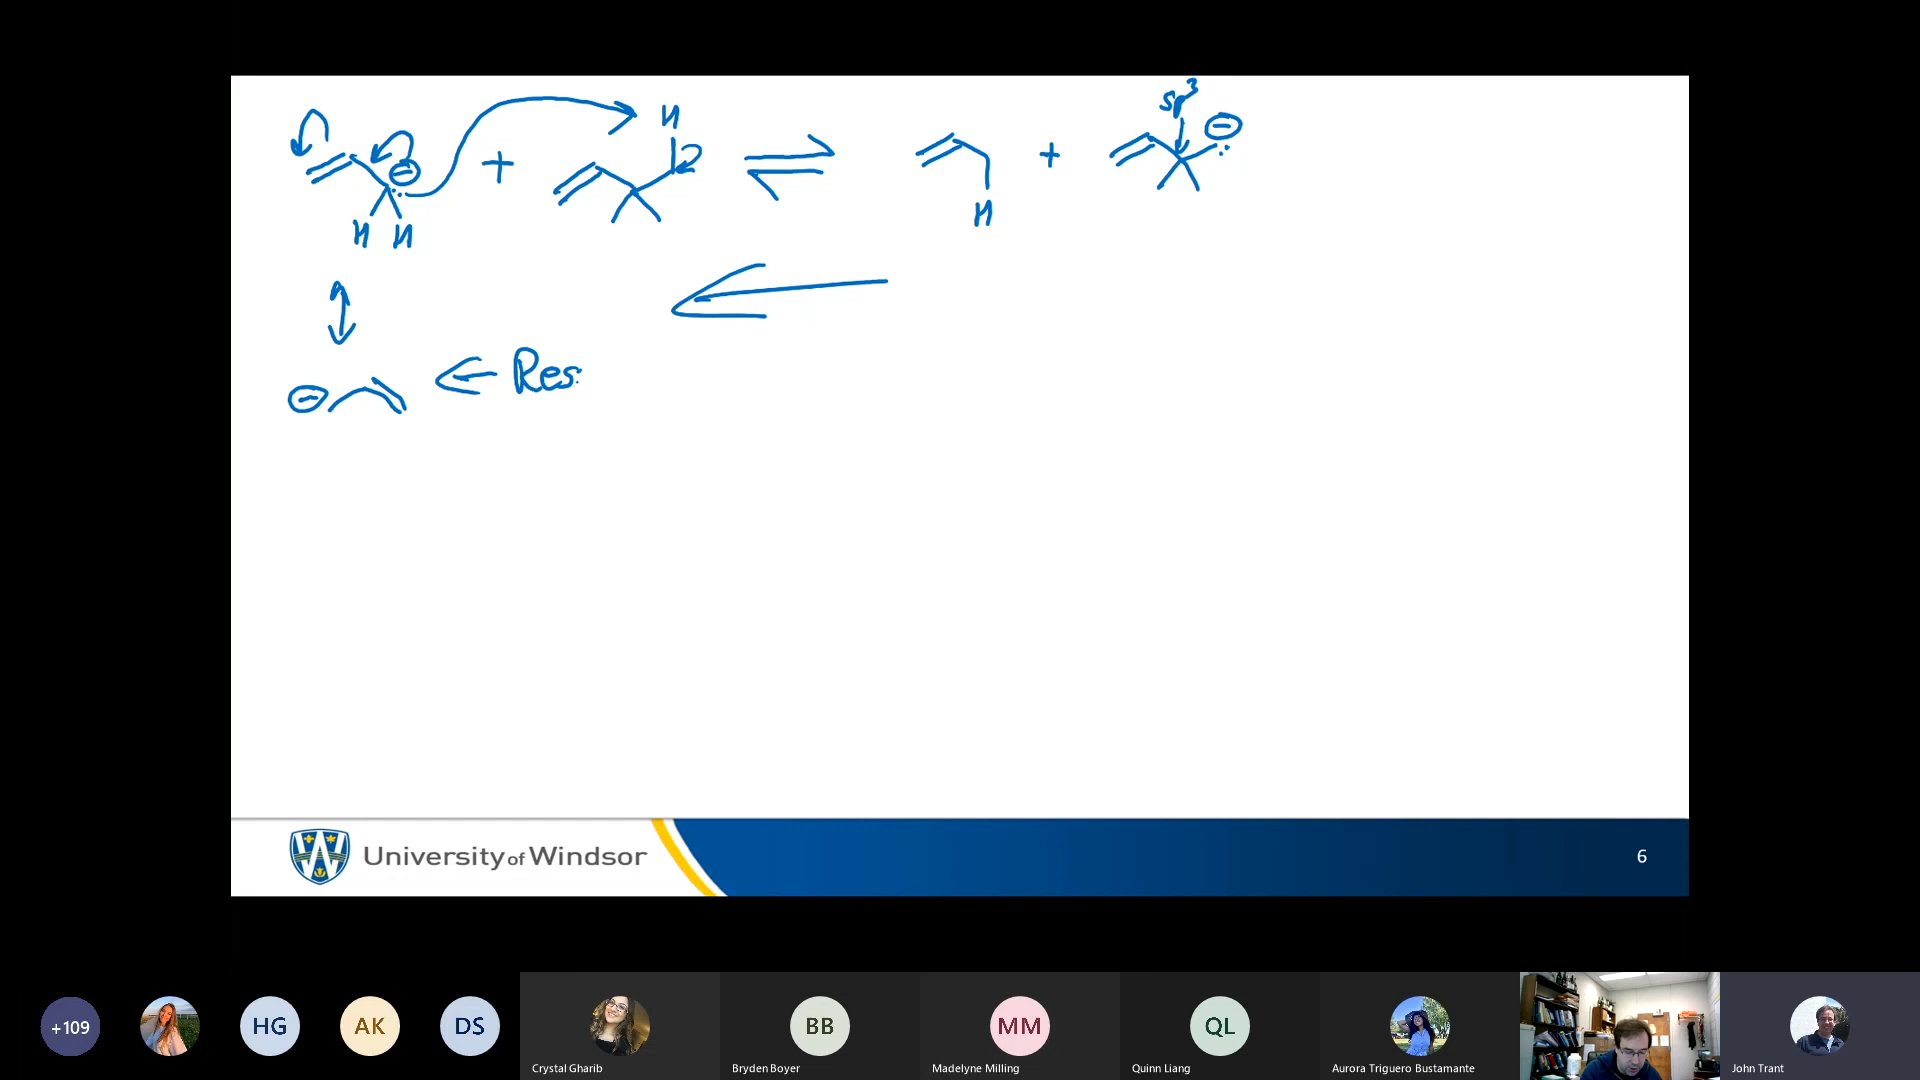 sp³
H
⊖
⊖
+
+
H H
H
⊖
Res
University of Windsor
6
+109
HG
AK
DS
BB
MM
QL
Crystal Gharib
Bryden Boyer
Madelyne Milling
Quinn Liang
Aurora Triguero Bustamante
John Trant